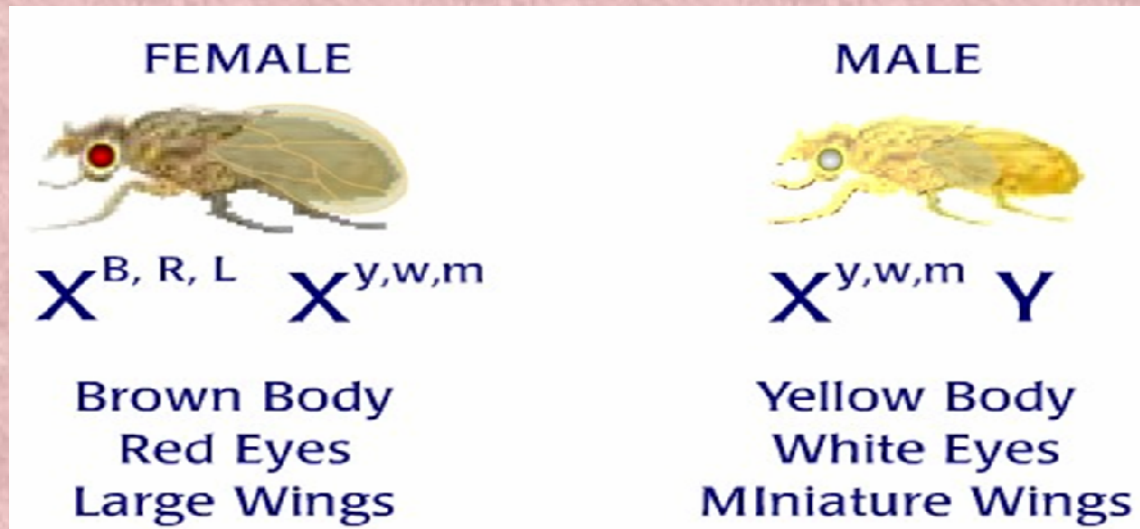 FEMALE
MALE
X^B, R, L X^y,w,m
X^y,w,m Y
Brown Body
Red Eyes
Large Wings
Yellow Body
White Eyes
MIniature Wings